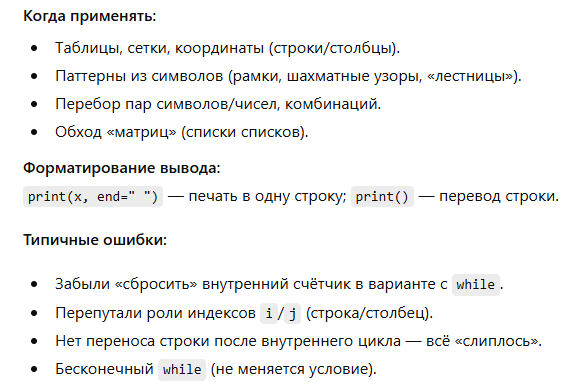 Когда применять:
• Таблицы, сетки, координаты (строки/столбцы).
• Паттерны из символов (рамки, шахматные узоры, «лестницы»).
• Перебор пар символов/чисел, комбинаций.
• Обход «матриц» (списки списков).
Форматирование вывода:
print(x, end=" ") — печать в одну строку; print() — перевод строки.
Типичные ошибки:
• Забыли «сбросить» внутренний счётчик в варианте с while.
• Перепутали роли индексов i/j (строка/столбец).
• Нет переноса строки после внутреннего цикла — всё «слиплось».
• Бесконечный while (не меняется условие).